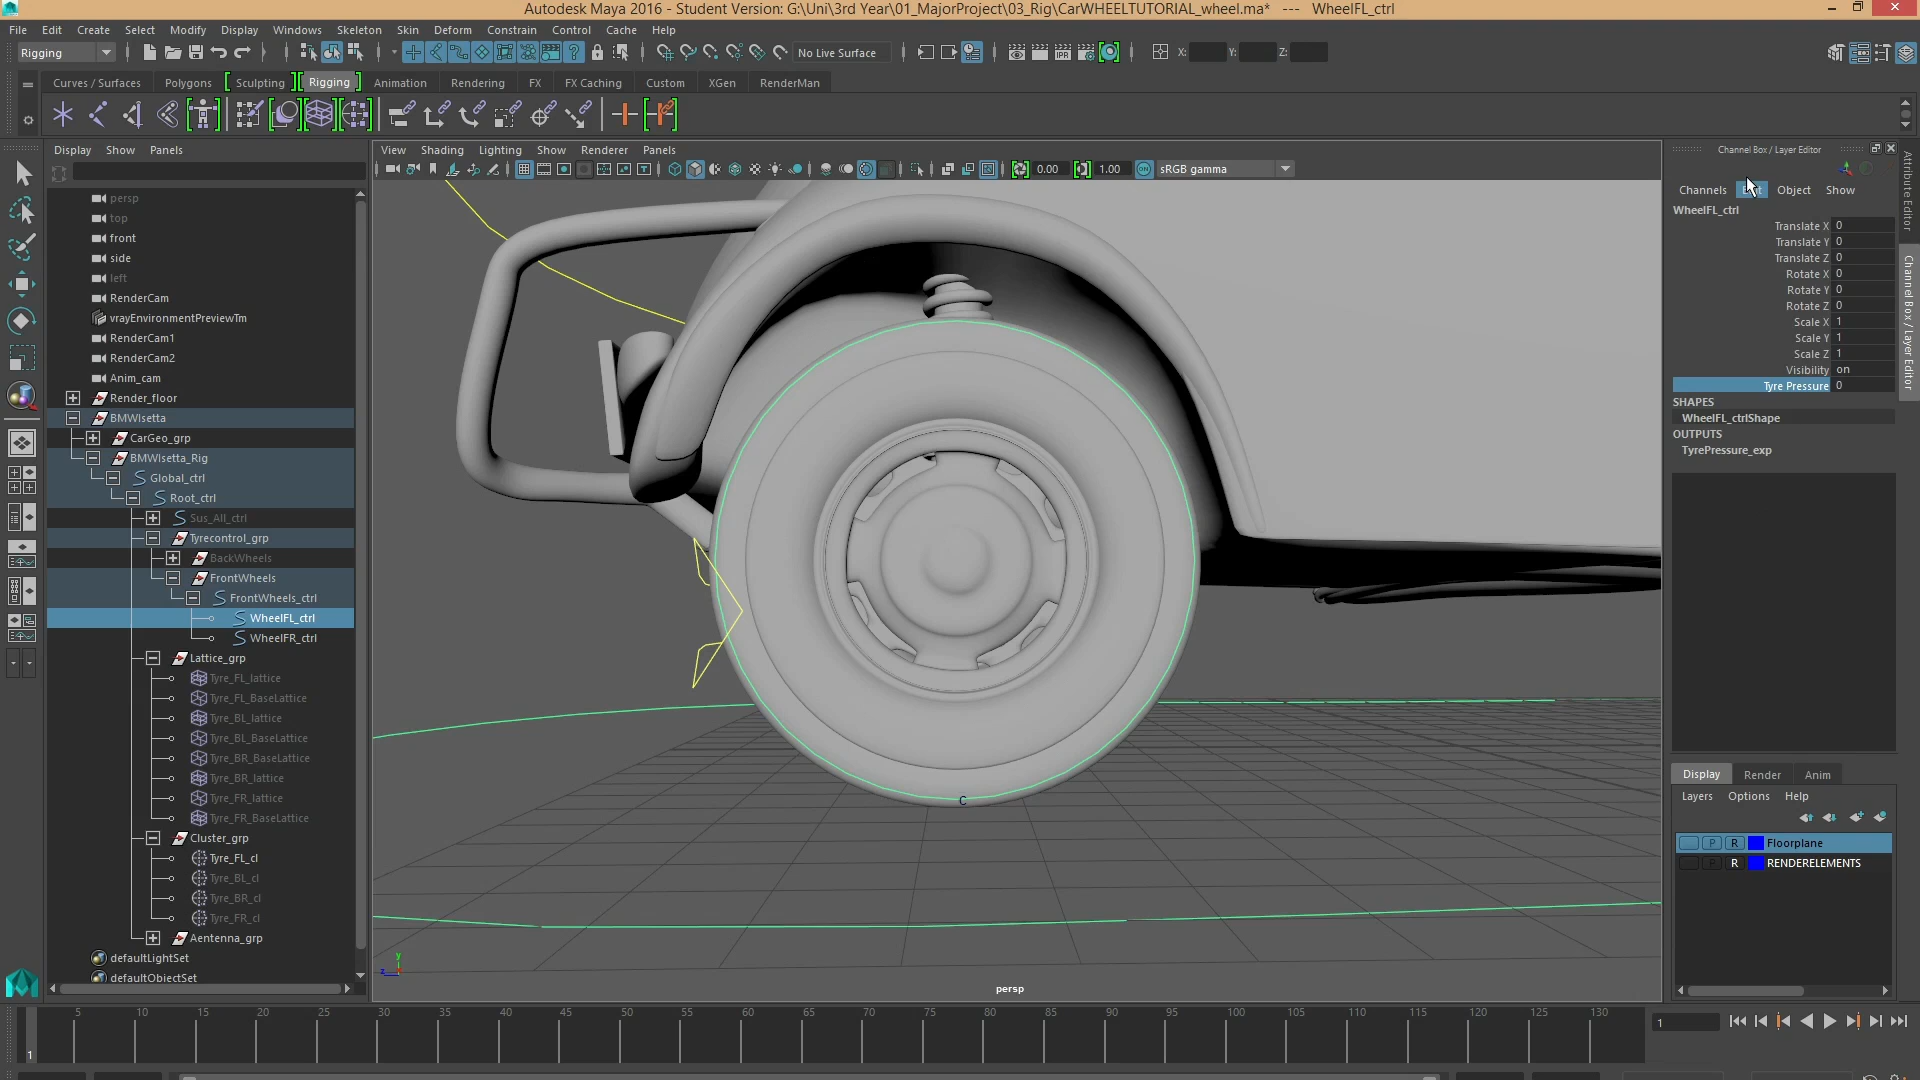 Autodesk Maya 2016 - Student Version: G:\Uni\3rd Year\01_MajorProject\03_Rig\CarWHEELTUTORIAL_wheel.ma* --- WheelFL_ctrl
File Edit Create Select Modify Display Windows Skeleton Skin Deform Constrain Control Cache Help
Rigging No Live Surface X: Y: Z:
Curves / Surfaces Polygons Sculpting Rigging Animation Rendering FX FX Caching Custom XGen RenderMan
Display Show Panels
View Shading Lighting Show Renderer Panels
0.00 1.00 sRGB gamma
Channel Box / Layer Editor
Channels Object Show
WheelFL_ctrl
Translate X 0
Translate Y 0
Translate Z 0
Rotate X 0
Rotate Y 0
Rotate Z 0
Scale X 1
Scale Y 1
Scale Z 1
Visibility on
Tyre Pressure 0
SHAPES
WheelFL_ctrlShape
OUTPUTS
TyrePressure_exp
Attribute Editor
Channel Box / Layer Editor
persp
top
front
side
left
RenderCam
vrayEnvironmentPreviewTm
RenderCam1
RenderCam2
Anim_cam
Render_floor
BMWIsetta
CarGeo_grp
BMWIsetta_Rig
Global_ctrl
Root_ctrl
Sus_All_ctrl
Tyrecontrol_grp
BackWheels
FrontWheels
FrontWheels_ctrl
WheelFL_ctrl
WheelFR_ctrl
Lattice_grp
Tyre_FL_lattice
Tyre_FL_BaseLattice
Tyre_BL_lattice
Tyre_BL_BaseLattice
Tyre_BR_BaseLattice
Tyre_BR_lattice
Tyre_FR_lattice
Tyre_FR_BaseLattice
Cluster_grp
Tyre_FL_cl
Tyre_BL_cl
Tyre_BR_cl
Tyre_FR_cl
Aentenna_grp
defaultLightSet
defaultObjectSet
C
y
z
persp
Display Render Anim
Layers Options Help
P R Floorplane
P R RENDERELEMENTS
5 10 15 20 25 30 35 40 45 50 55 60 65 70 75 80 85 90 95 100 105 110 115 120 125 130
1
1